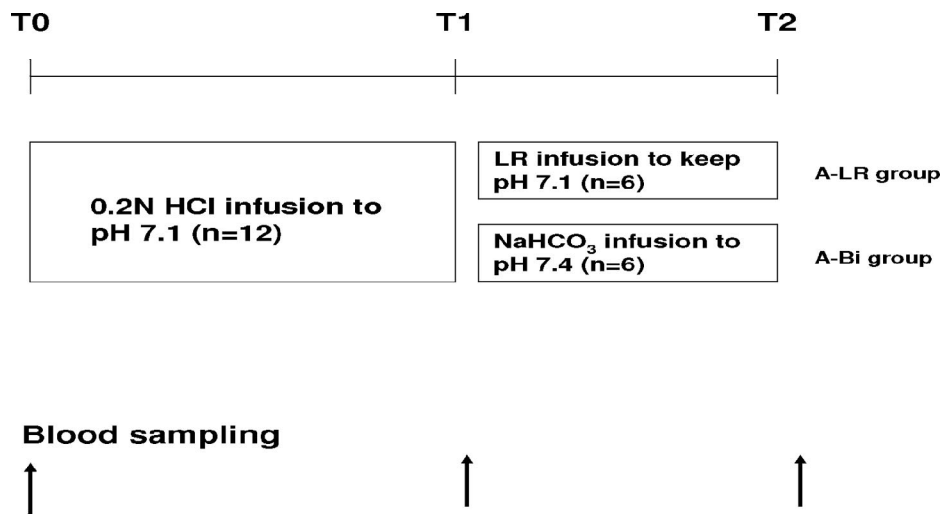 T0 T1 T2
0.2N HCl infusion to
pH 7.1 (n=12)
LR infusion to keep
pH 7.1 (n=6)
A-LR group
NaHCO₃ infusion to
pH 7.4 (n=6)
A-Bi group
Blood sampling